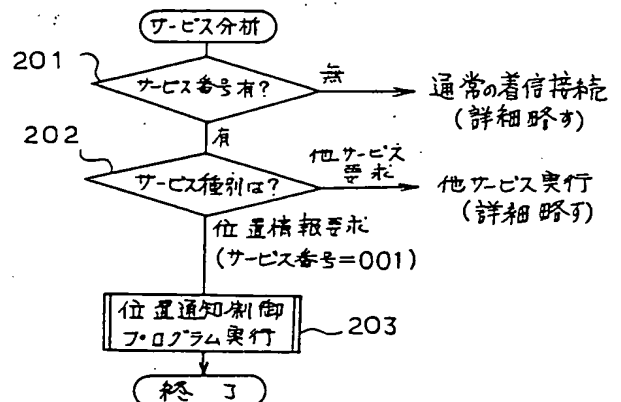 サービス分析
201
サービス番号有?
無
通常の着信接続
(詳細略す)
有
202
サービス種別は?
他サービス
要求
他サービス実行
(詳細略す)
位置情報要求
(サービス番号=001)
位置通知制御
プログラム実行
203
終了